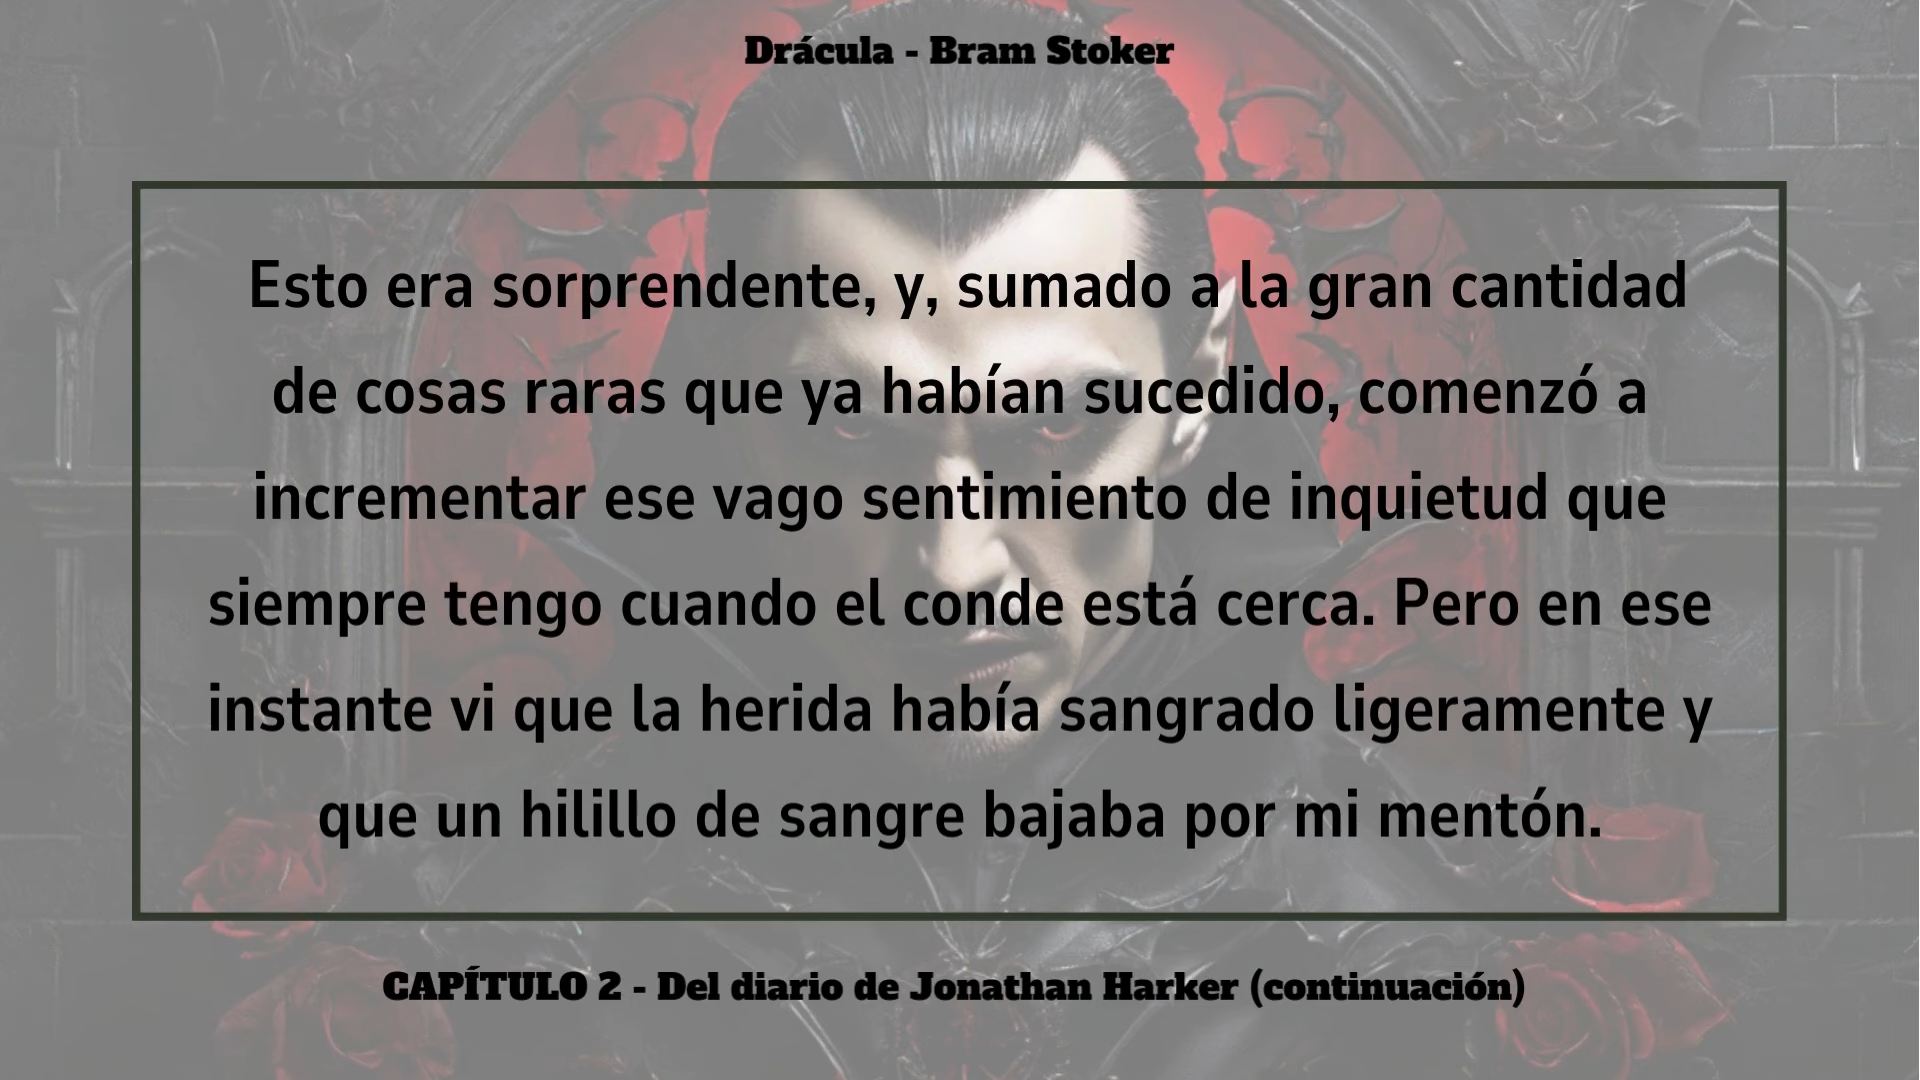 Drácula - Bram Stoker
Esto era sorprendente, y, sumado a la gran cantidad
de cosas raras que ya habían sucedido, comenzó a
incrementar ese vago sentimiento de inquietud que
siempre tengo cuando el conde está cerca. Pero en ese
instante vi que la herida había sangrado ligeramente y
que un hilillo de sangre bajaba por mi mentón.
CAPÍTULO 2 - Del diario de Jonathan Harker (continuación)